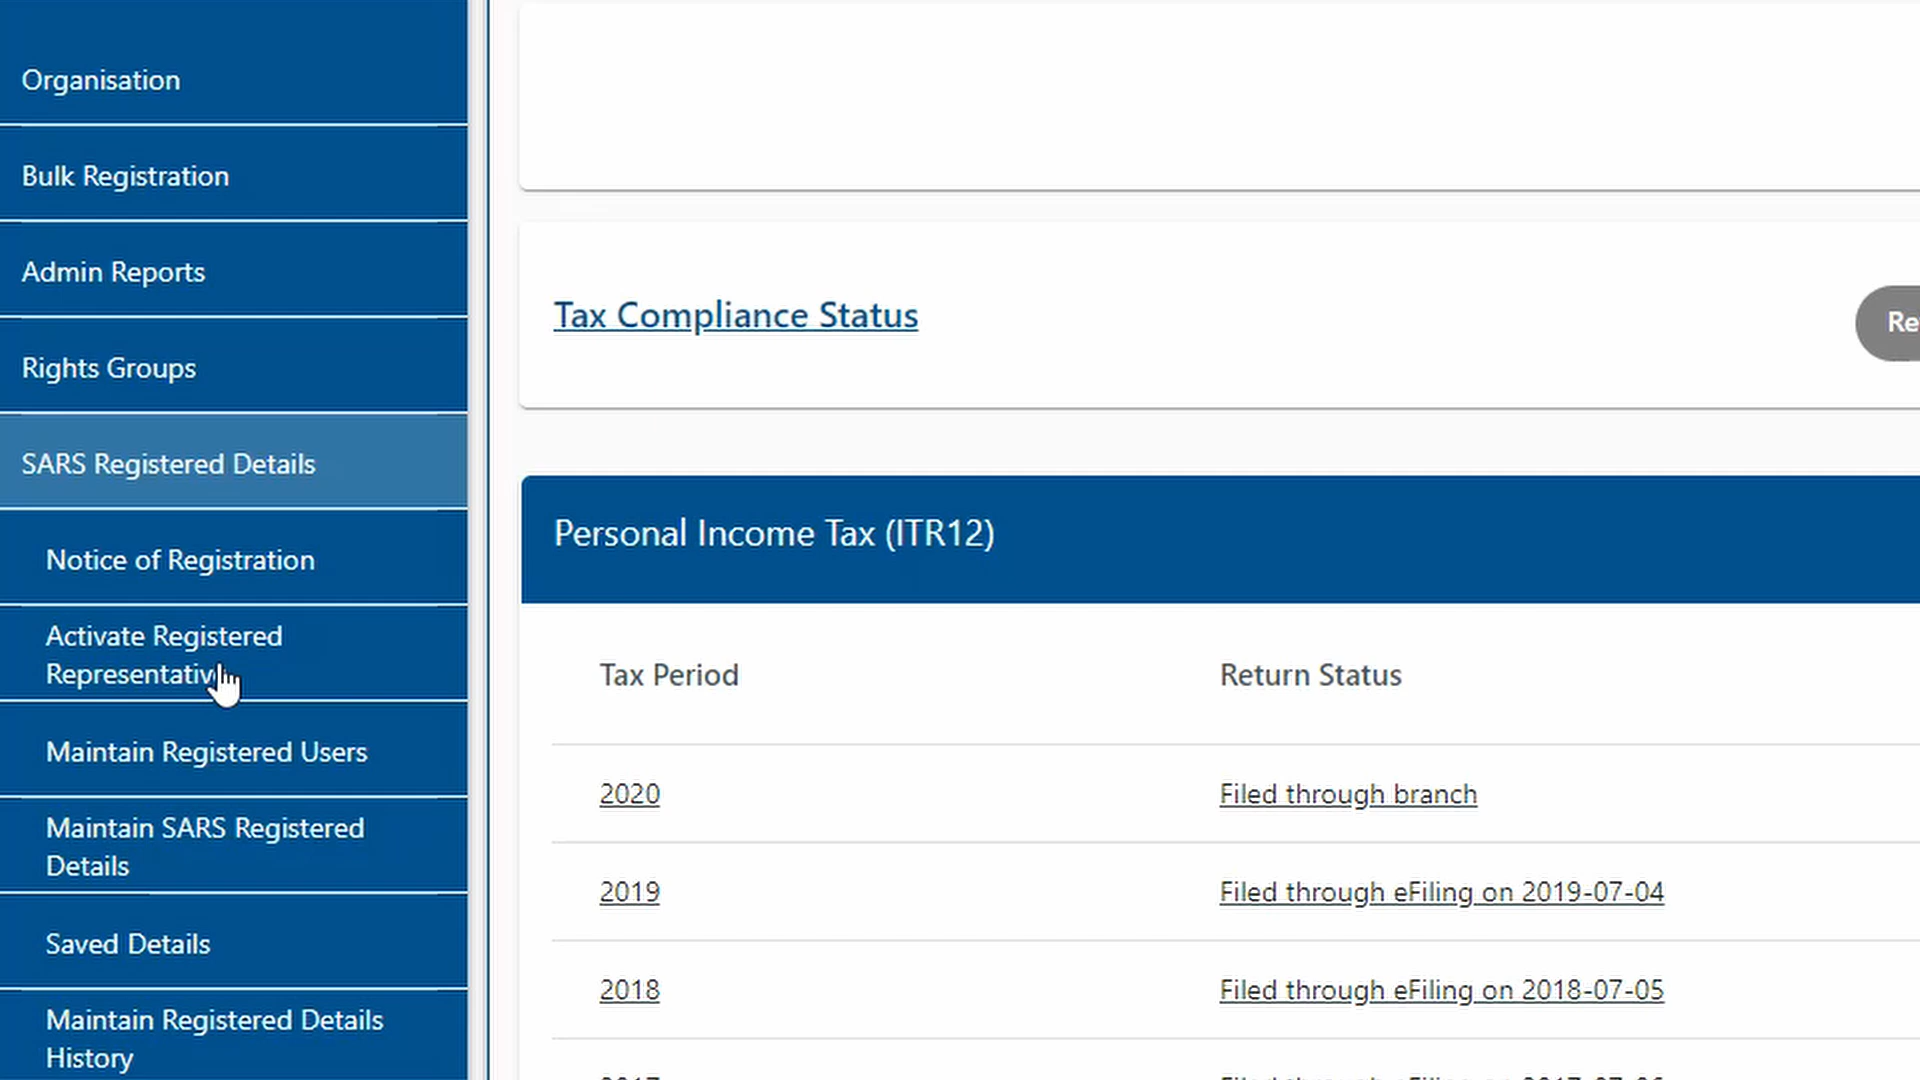 Organisation
Bulk Registration
Admin Reports
Rights Groups
SARS Registered Details
Notice of Registration
Activate Registered
Maintain Registered Users
Maintain SARS Registered
Details
Saved Details
Maintain Registered Details
History
Tax Compliance Status
Personal Income Tax (ITR12)
Tax Period
Return Status
2020
Filed through branch
2019
Filed through eFiling on 2019-07-04
2018
Filed through eFiling on 2018-07-05